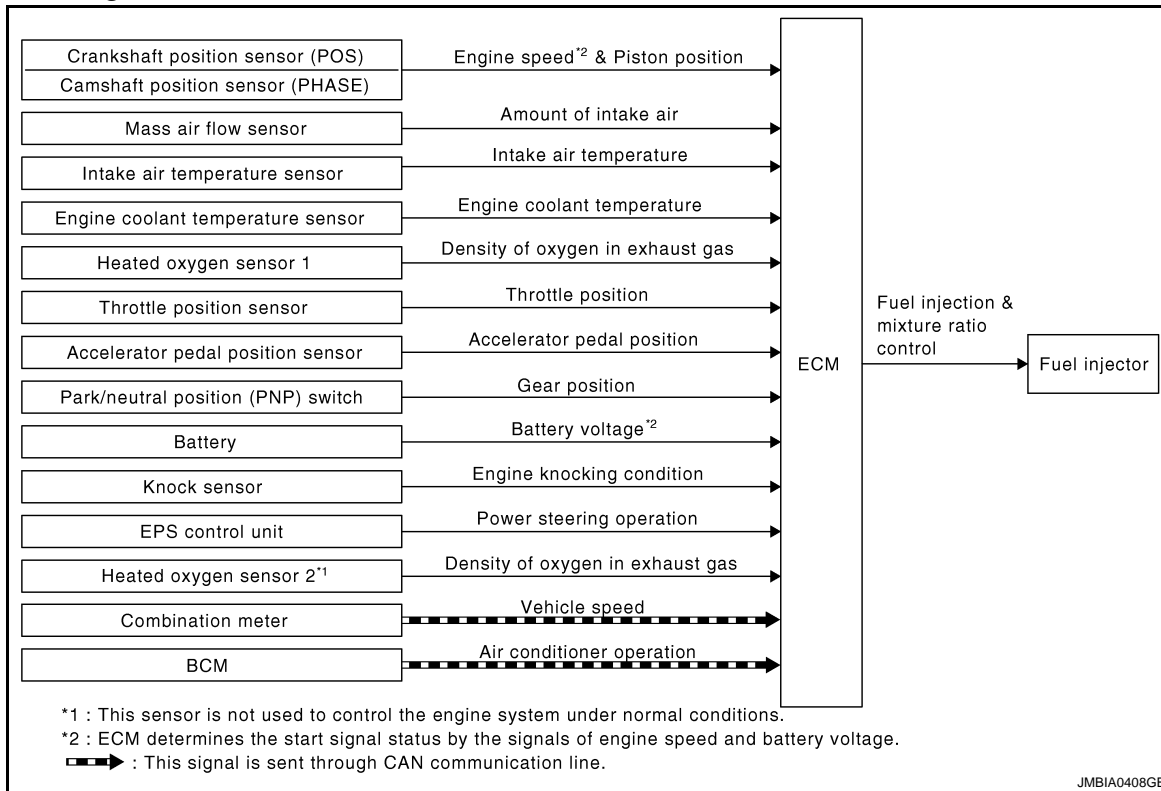 Crankshaft position sensor (POS)
Camshaft position sensor (PHASE)
Engine speed*2 & Piston position
Mass air flow sensor
Amount of intake air
Intake air temperature sensor
Intake air temperature
Engine coolant temperature sensor
Engine coolant temperature
Heated oxygen sensor 1
Density of oxygen in exhaust gas
Throttle position sensor
Throttle position
Accelerator pedal position sensor
Accelerator pedal position
Park/neutral position (PNP) switch
Gear position
Battery
Battery voltage*2
Knock sensor
Engine knocking condition
EPS control unit
Power steering operation
Heated oxygen sensor 2*1
Density of oxygen in exhaust gas
Combination meter
Vehicle speed
BCM
Air conditioner operation
ECM
Fuel injection &
mixture ratio
control
Fuel injector
*1 : This sensor is not used to control the engine system under normal conditions.
*2 : ECM determines the start signal status by the signals of engine speed and battery voltage.
: This signal is sent through CAN communication line.